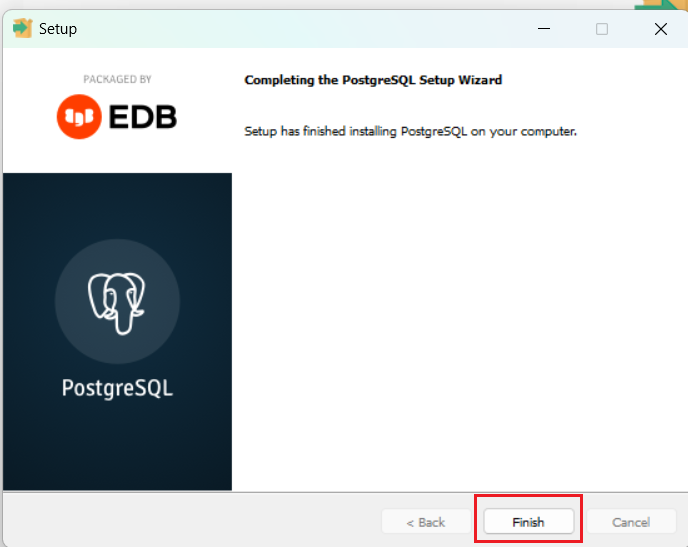 Setup
PACKAGED BY
EDB
Completing the PostgreSQL Setup Wizard
Setup has finished installing PostgreSQL on your computer.
PostgreSQL
< Back
Finish
Cancel